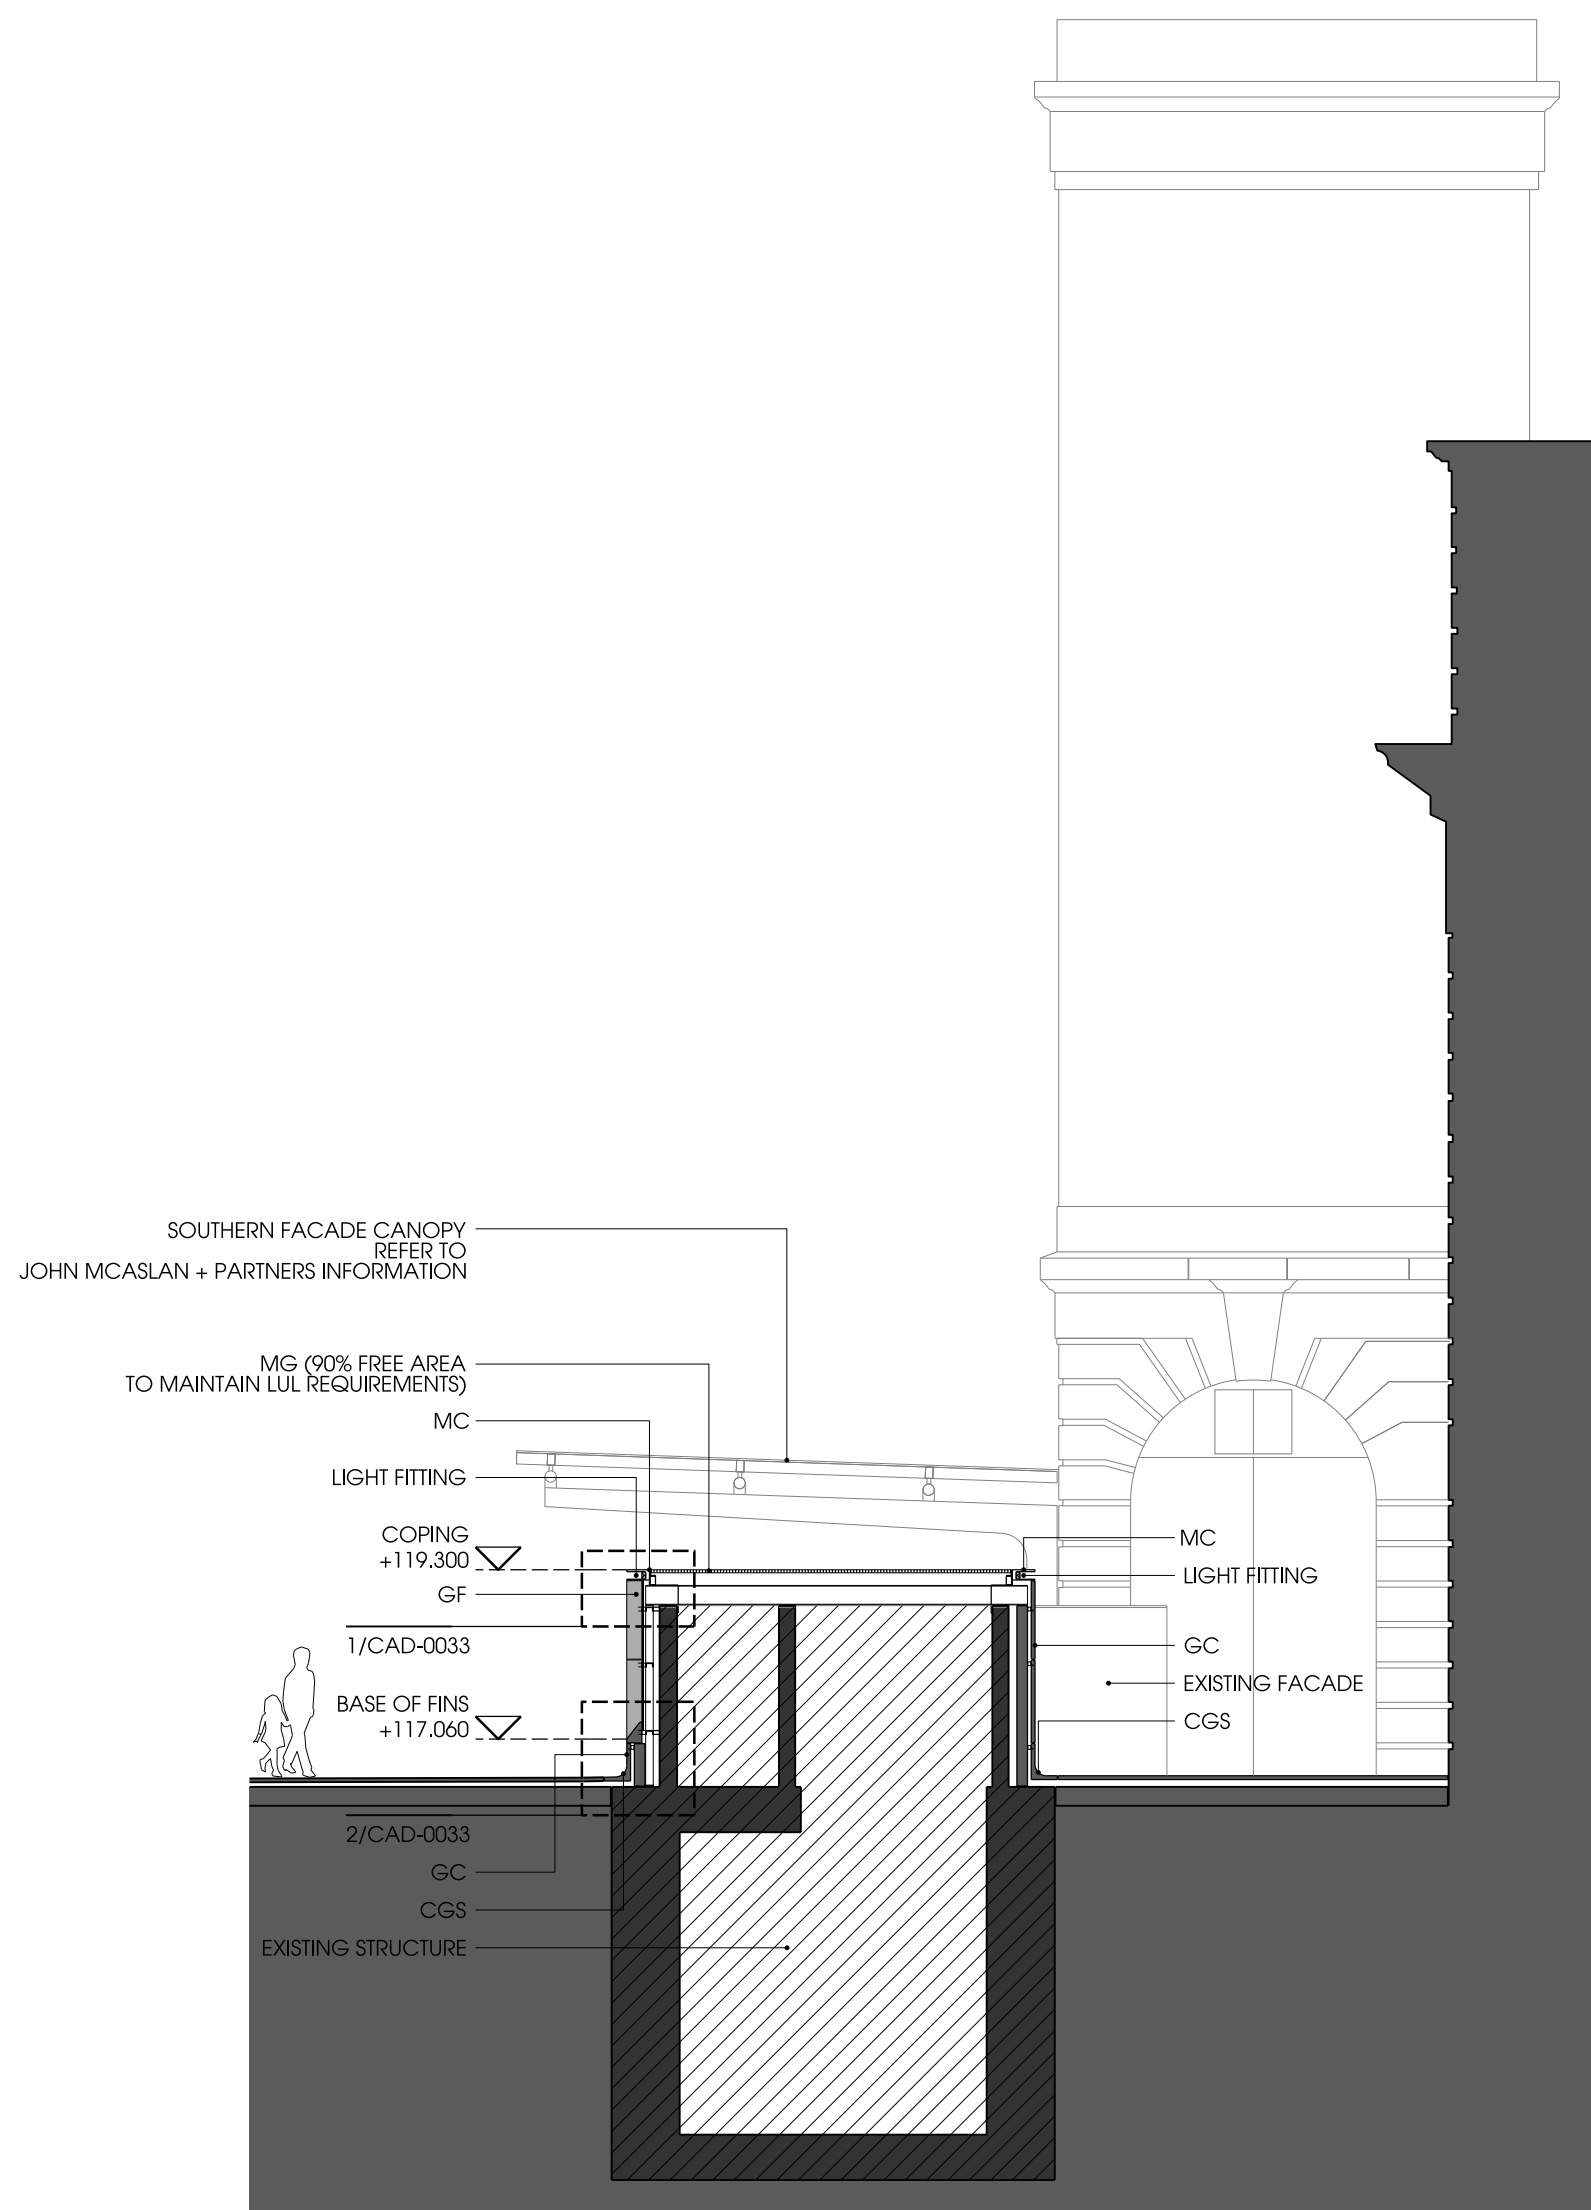 SOUTHERN FACADE CANOPY
REFER TO
JOHN MCASLAN + PARTNERS INFORMATION
MG (90% FREE AREA
TO MAINTAIN LUL REQUIREMENTS)
MC
LIGHT FITTING
COPING
+119.300
GF
1/CAD-0033
BASE OF FINS
+117.060
2/CAD-0033
GC
CGS
EXISTING STRUCTURE
MC
LIGHT FITTING
GC
EXISTING FACADE
CGS